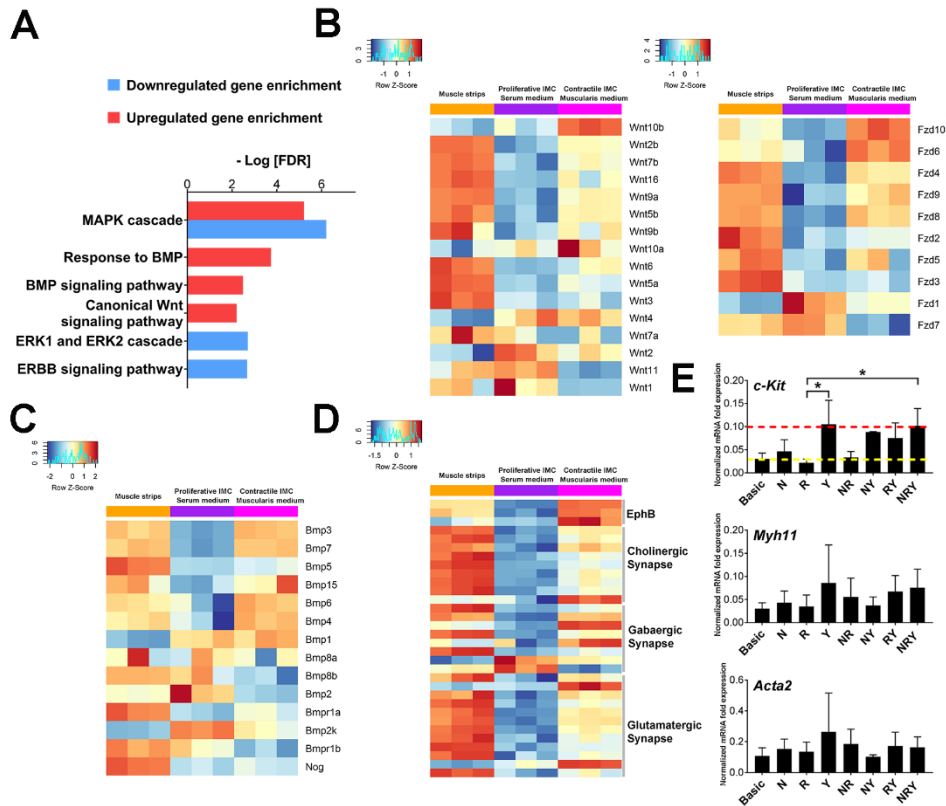 A
Downregulated gene enrichment
Upregulated gene enrichment
- Log [FDR]
0 2 4 6
MAPK cascade
Response to BMP
BMP signaling pathway
Canonical Wnt
signaling pathway
ERK1 and ERK2 cascade
ERBB signaling pathway
B
0 3
-1 0 1
Row Z-Score
Muscle strips
Proliferative IMC
Serum medium
Contractile IMC
Muscularis medium
Wnt10b
Wnt2b
Wnt7b
Wnt16
Wnt9a
Wnt5b
Wnt9b
Wnt10a
Wnt6
Wnt5a
Wnt3
Wnt4
Wnt7a
Wnt2
Wnt11
Wnt1
0 2 4
-1 0 1
Row Z-Score
Muscle strips
Proliferative IMC
Serum medium
Contractile IMC
Muscularis medium
Fzd10
Fzd6
Fzd4
Fzd9
Fzd8
Fzd2
Fzd5
Fzd3
Fzd1
Fzd7
C
-2 -1 0 1 2
Row Z-Score
Muscle strips
Proliferative IMC
Serum medium
Contractile IMC
Muscularis medium
Bmp3
Bmp7
Bmp5
Bmp15
Bmp6
Bmp4
Bmp1
Bmp8a
Bmp8b
Bmp2
Bmpr1a
Bmp2k
Bmpr1b
Nog
D
Row Z-Score
Muscle strips
Proliferative IMC
Serum medium
Contractile IMC
Muscularis medium
EphB
Cholinergic
Synapse
Gabaergic
Synapse
Glutamatergic
Synapse
E
c-Kit
Normalized mRNA fold expression
0.20
0.15
0.10
0.05
0.00
*
*
Basic N R Y NR NY RY NRY
Myh11
Normalized mRNA fold expression
0.20
0.15
0.10
0.05
0.00
Basic N R Y NR NY RY NRY
Acta2
Normalized mRNA fold expression
0.6
0.4
0.2
0.0
Basic N R Y NR NY RY NRY